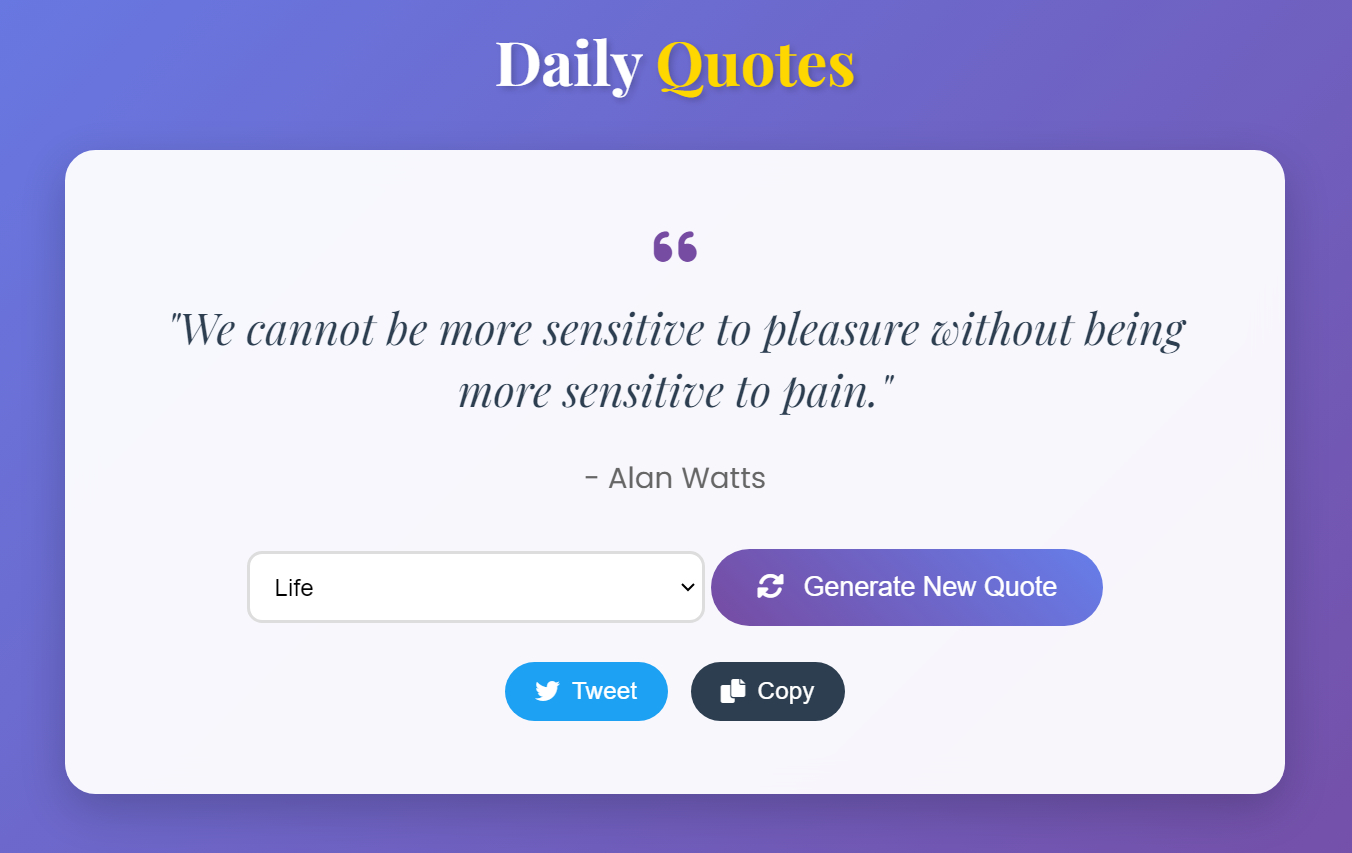 Daily Quotes
"We cannot be more sensitive to pleasure without being
more sensitive to pain."
- Alan Watts
Life
Generate New Quote
Tweet
Copy